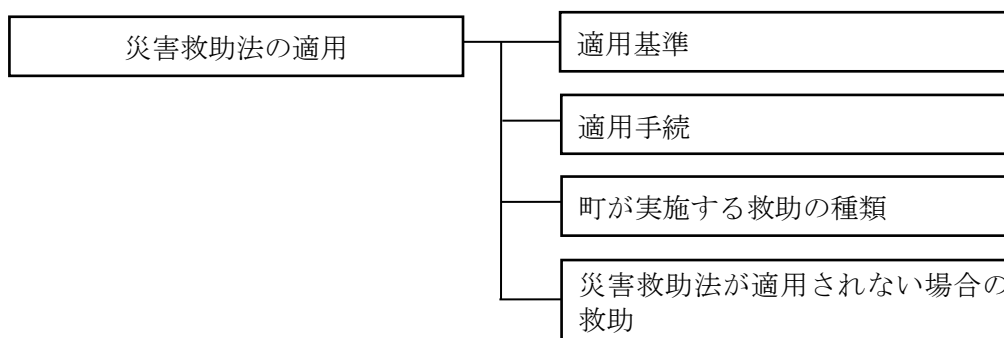 災害救助法の適用
適用基準
適用手続
町が実施する救助の種類
災害救助法が適用されない場合の
救助